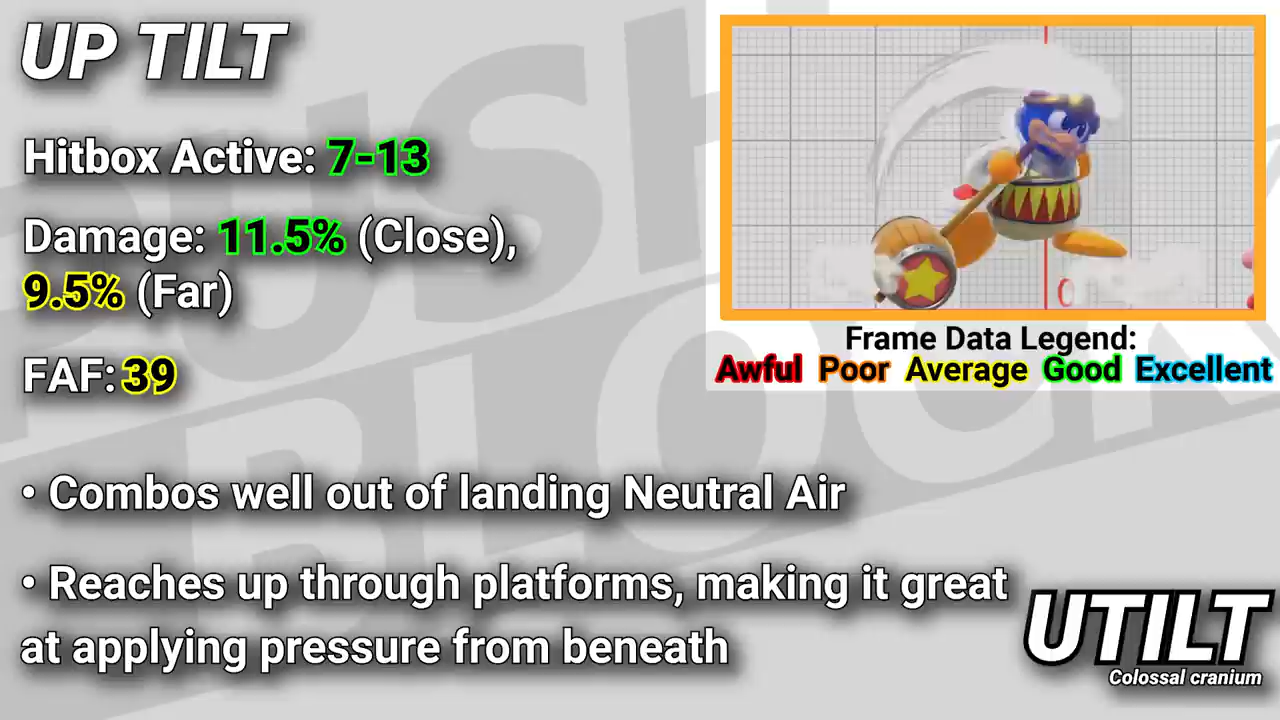 UP TILT
Hitbox Active: 7-13
Damage: 11.5% (Close),
9.5% (Far)
FAF: 39
Frame Data Legend:
Awful Poor Average Good Excellent
• Combos well out of landing Neutral Air
• Reaches up through platforms, making it great
at applying pressure from beneath
UTILT
Colossal cranium
PUSH
BLOCK